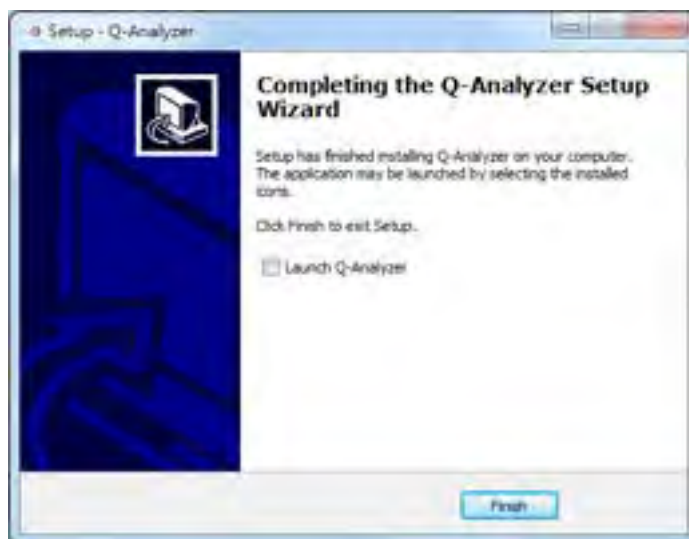 Setup - Q-Analyzer
Completing the Q-Analyzer Setup
Wizard
Setup has finished installing Q-Analyzer on your computer.
The application may be launched by selecting the installed
icons.
Click Finish to exit Setup.
Launch Q-Analyzer
Finish